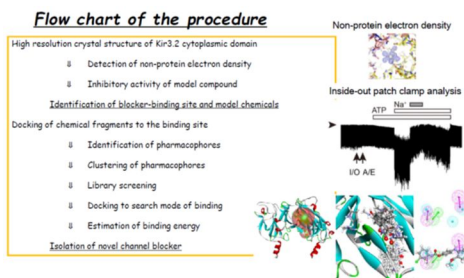 Flow chart of the procedure
High resolution crystal structure of Kir3.2 cytoplasmic domain
⇓ Detection of non-protein electron density
⇓ Inhibitory activity of model compound
Identification of blocker-binding site and model chemicals
Docking of chemical fragments to the binding site
⇓ Identification of pharmacophores
⇓ Clustering of pharmacophores
⇓ Library screening
⇓ Docking to search mode of binding
⇓ Estimation of binding energy
Isolation of novel channel blocker
Non-protein electron density
Inside-out patch clamp analysis
Na⁺
ATP
I/O A/E